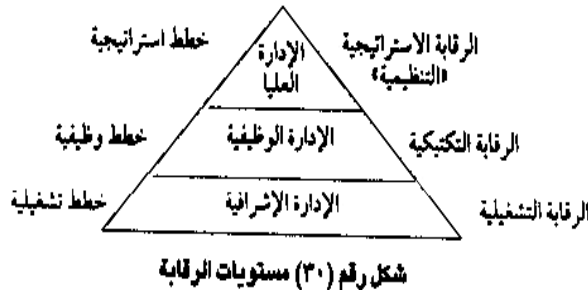 خطط استراتيجية
الإدارة
العليا
الرقابة الاستراتيجية
«التنظيمية»
خطط وظيفية
الإدارة الوظيفية
الرقابة التكتيكية
خطط تشغيلية
الإدارة الإشرافية
الرقابة التشغيلية
شكل رقم (٣٠) مستويات الرقابة